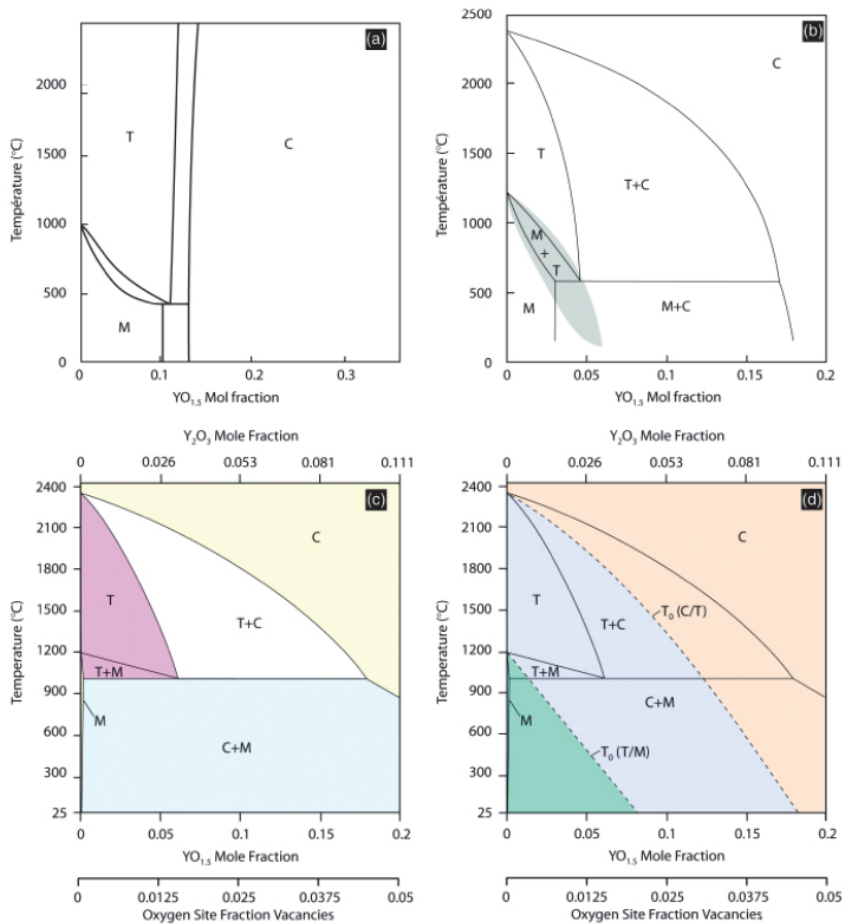 (a)
Tempétature (°C)
2000
1500
1000
500
0
T
C
M
0
0.1
0.2
0.3
YO1.5 Mol fraction
(b)
Tempétature (°C)
2500
2000
1500
1000
500
0
C
T
T+C
M
+
T
M
M+C
0
0.05
0.1
0.15
0.2
YO1.5 Mol fraction
Y2O3 Mole Fraction
0
0.026
0.053
0.081
0.111
(c)
Temperature (°C)
2400
2100
1800
1500
1200
900
600
300
25
C
T
T+C
T+M
M
C+M
0
0.05
0.1
0.15
0.2
YO1.5 Mole Fraction
0
0.0125
0.025
0.0375
0.05
Oxygen Site Fraction Vacancies
Y2O3 Mole Fraction
0
0.026
0.053
0.081
0.111
(d)
Temperature (°C)
2400
2100
1800
1500
1200
900
600
300
25
C
T
T+C
T0 (C/T)
T+M
M
C+M
T0 (T/M)
0
0.05
0.1
0.15
0.2
YO1.5 Mole Fraction
0
0.0125
0.025
0.0375
0.05
Oxygen Site Fraction Vacancies